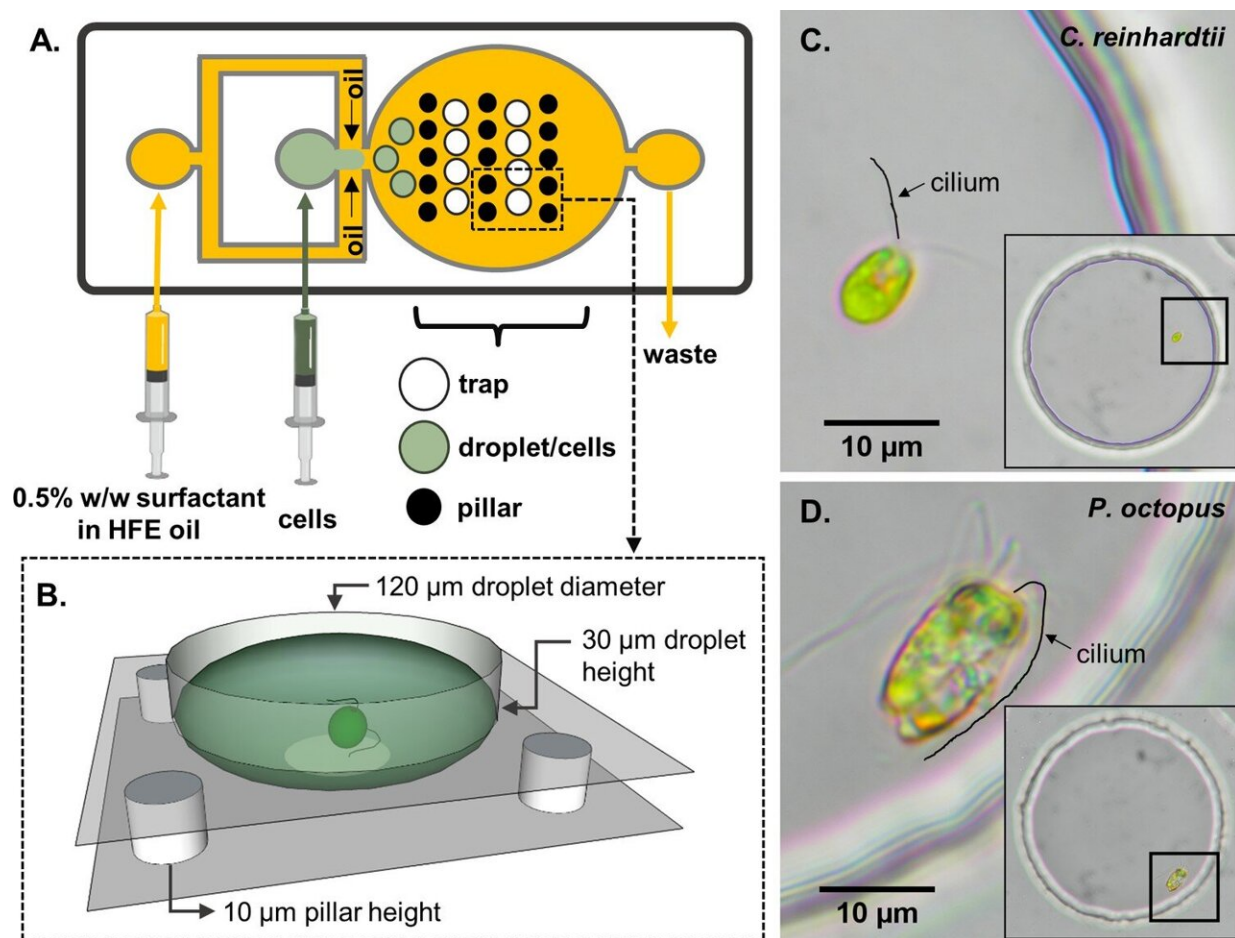 A.
oil
oil
waste
trap
droplet/cells
pillar
0.5% w/w surfactant
in HFE oil
cells
B.
120 µm droplet diameter
30 µm droplet
height
10 µm pillar height
C.
C. reinhardtii
cilium
10 µm
D.
P. octopus
cilium
10 µm